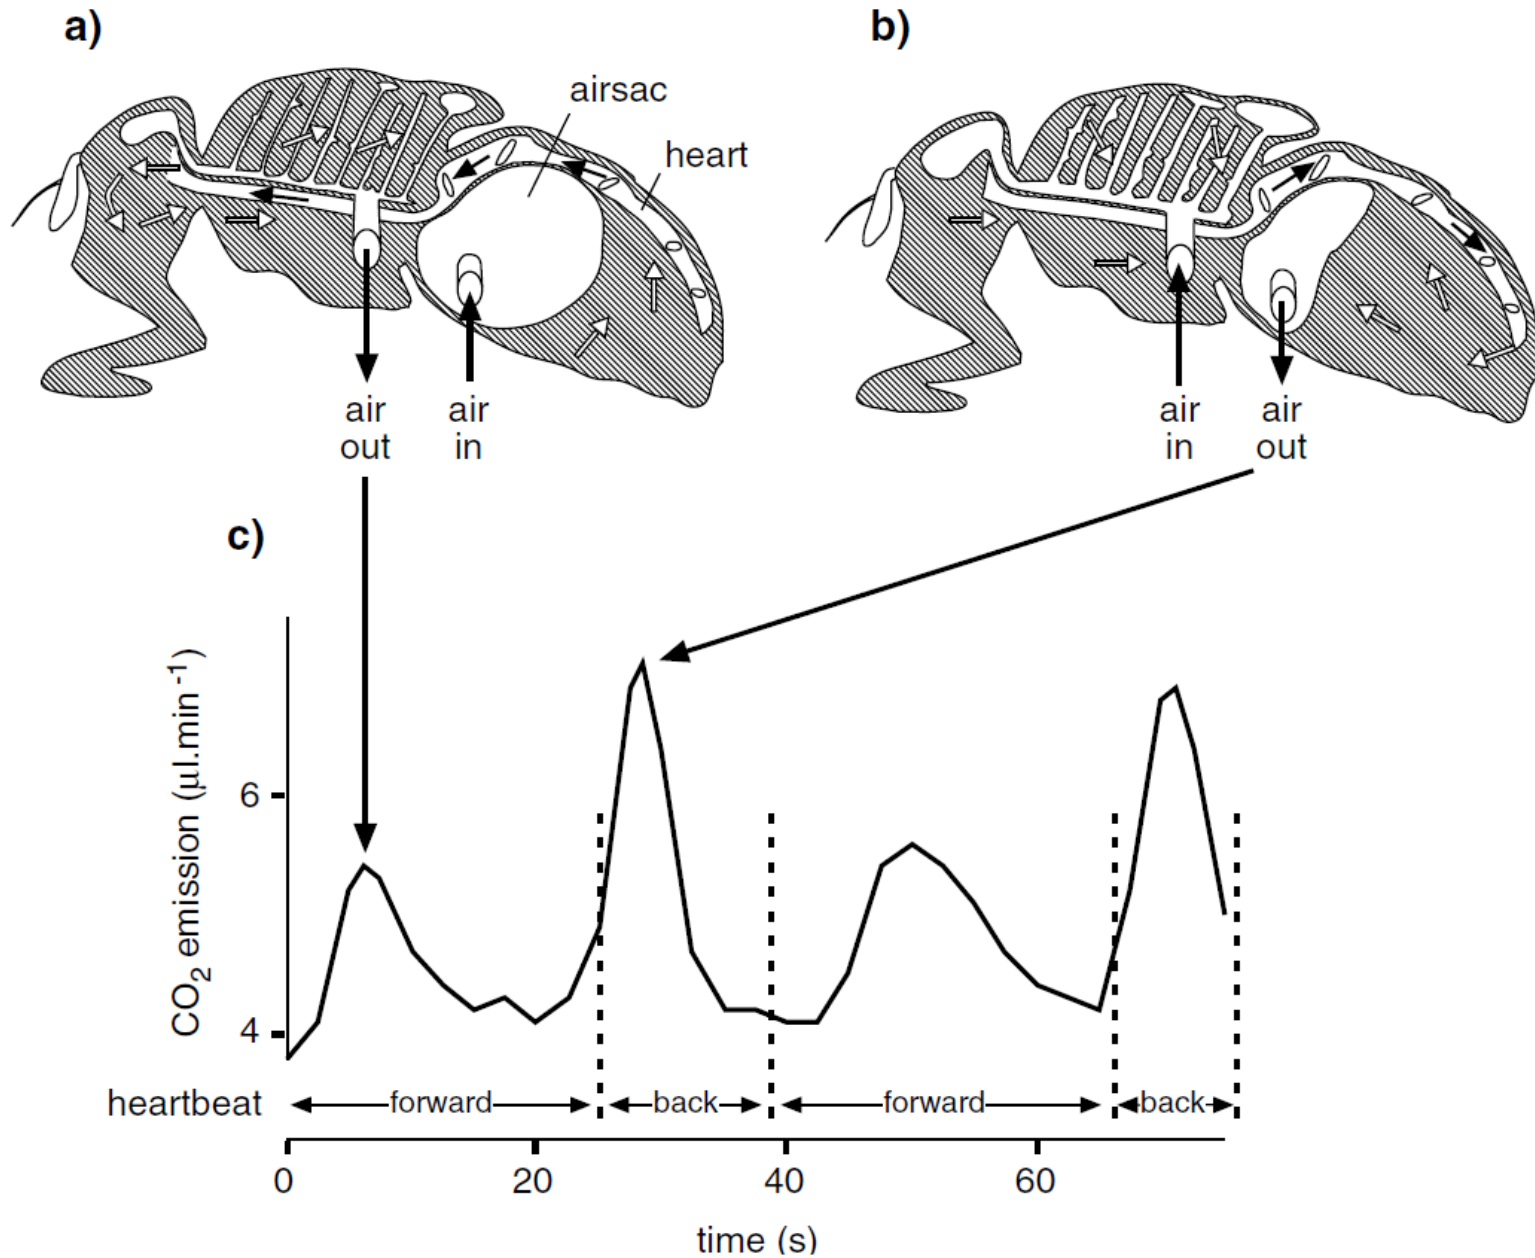 a)
b)
airsac
heart
air
out
air
in
air
in
air
out
c)
CO₂ emission (µl.min⁻¹)
6
4
heartbeat
forward
back
forward
back
0
20
40
60
time (s)